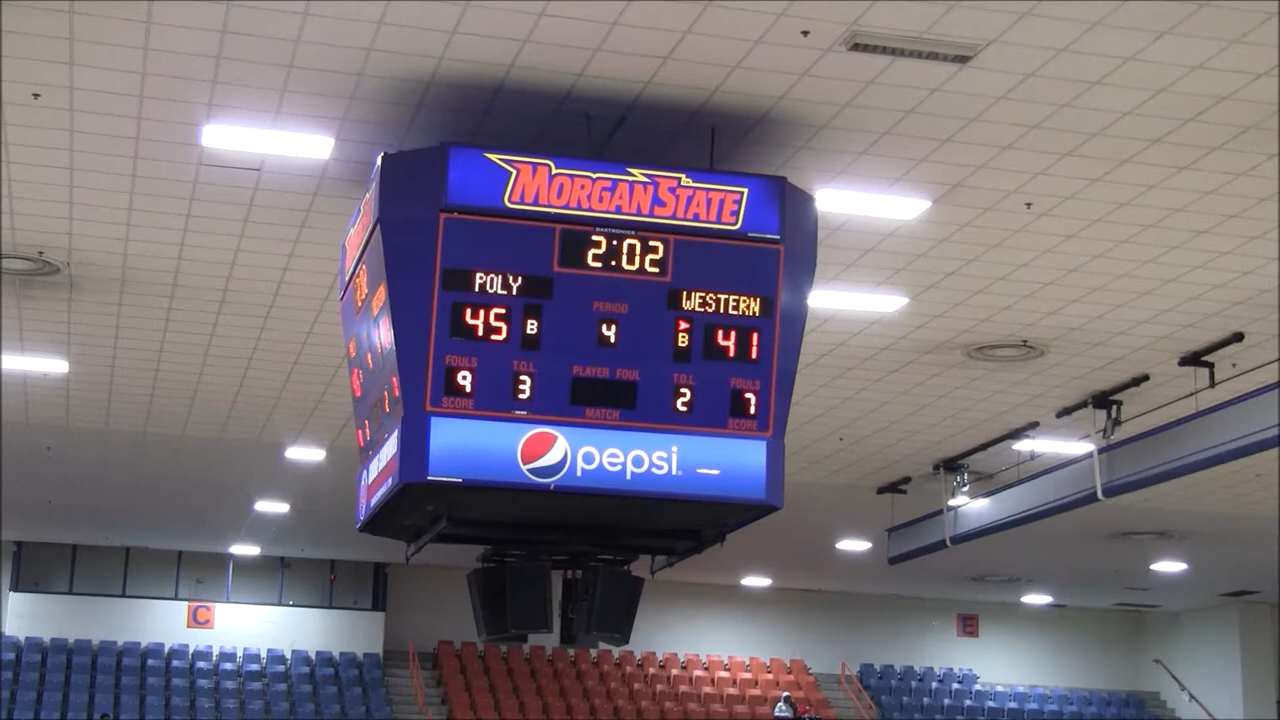 MORGAN STATE
DAKTRONICS
2:02
POLY
WESTERN
PERIOD
45 B 4 B 41
FOULS T.O.L PLAYER FOUL T.O.L FOULS
9 3 2 7
SCORE MATCH SCORE
pepsi
C
E